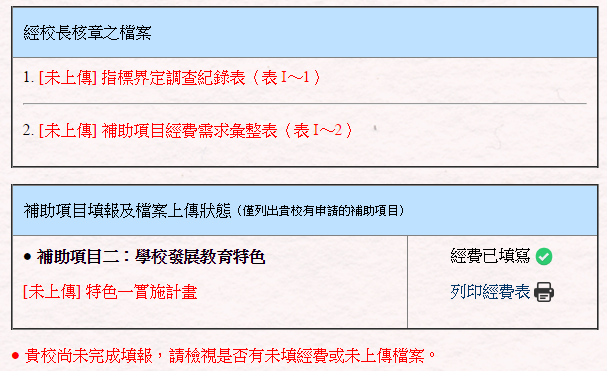 經校長核章之檔案
1. [未上傳] 指標界定調查紀錄表（表 I～1）
2. [未上傳] 補助項目經費需求彙整表（表 I～2）
補助項目填報及檔案上傳狀態（僅列出貴校有申請的補助項目）
● 補助項目二：學校發展教育特色
經費已填寫
[未上傳] 特色一實施計畫
列印經費表
● 貴校尚未完成填報，請檢視是否有未填經費或未上傳檔案。